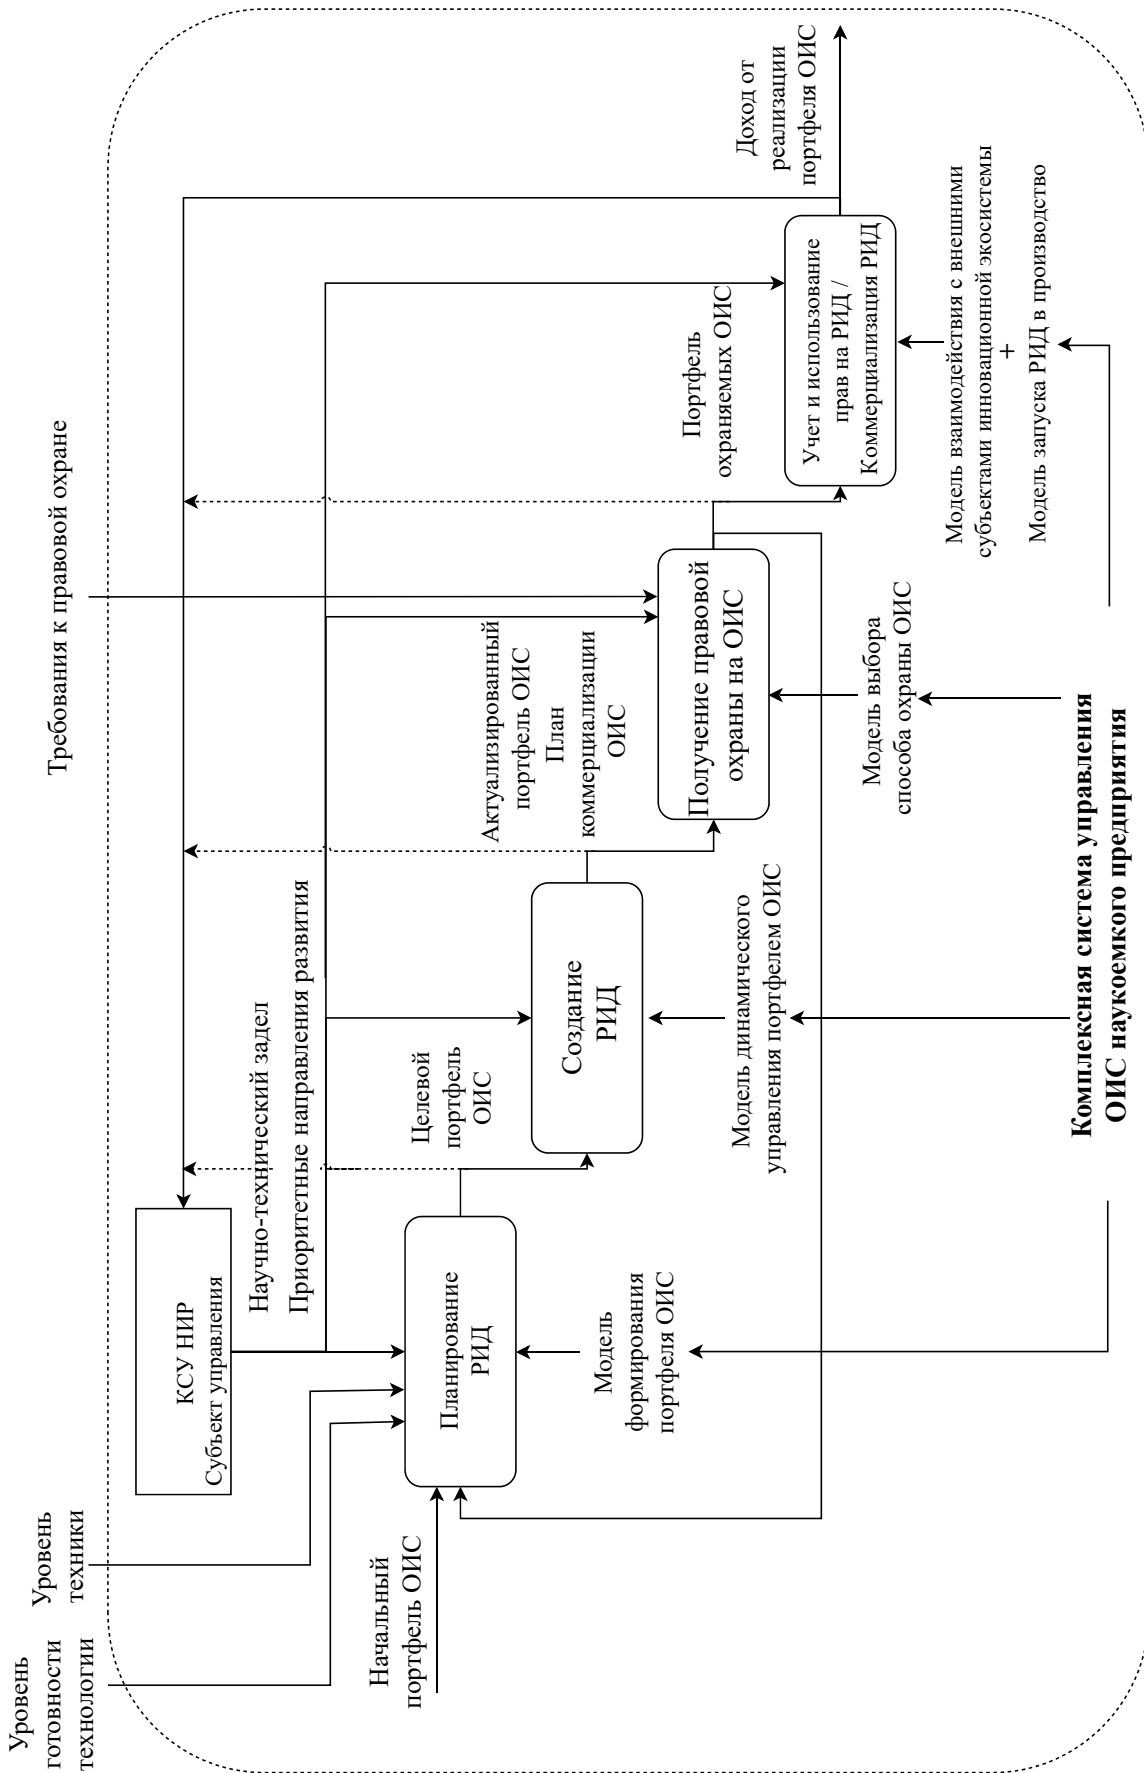 Уровень
готовности
технологии
Уровень
техники
Требования к правовой охране
КСУ НИР
Субъект управления
Научно-технический задел
Приоритетные направления развития
Начальный
портфель ОИС
Планирование
РИД
Целевой
портфель
ОИС
Создание
РИД
Актуализированный
портфель ОИС
План
коммерциализации
ОИС
Получение правовой
охраны на ОИС
Портфель
охраняемых ОИС
Учет и использование
прав на РИД /
Коммерциализация РИД
Доход от
реализации
портфеля ОИС
Модель
формирования
портфеля ОИС
Модель динамического
управления портфелем ОИС
Модель выбора
способа охраны ОИС
Модель взаимодействия с внешними
субъектами инновационной экосистемы
+
Модель запуска РИД в производство
Комплексная система управления
ОИС наукоемкого предприятия